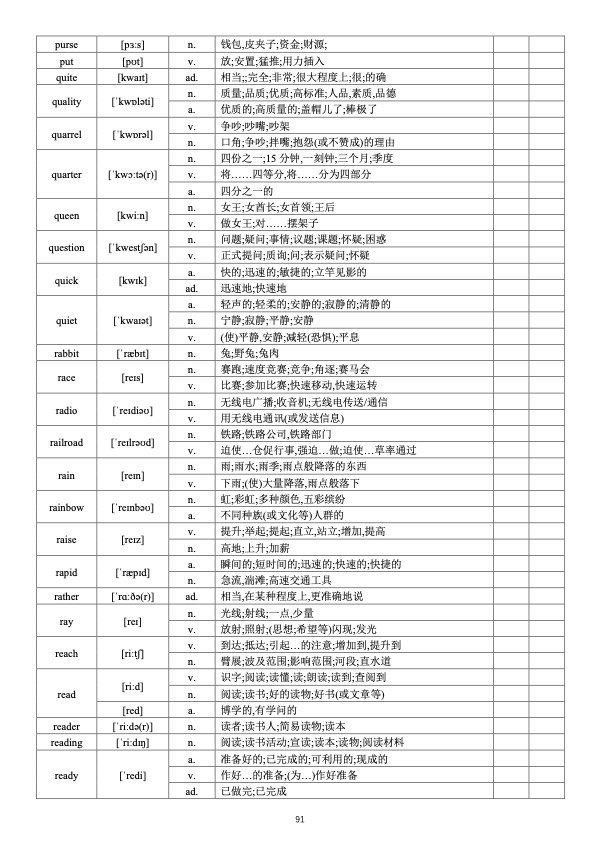 purse [pɜːs] n. 钱包,皮夹子;资金;财源;
put [pʊt] v. 放;安置;猛推;用力插入
quite [kwaɪt] ad. 相当;;完全;非常;很大程度上;很;的确
quality [ˈkwɒləti] n. 质量;品质;优质;高标准;人品,素质,品德
a. 优质的;高质量的;盖帽儿了;棒极了
quarrel [ˈkwɒrəl] v. 争吵;吵嘴;吵架
n. 口角;争吵;拌嘴;抱怨(或不赞成)的理由
quarter [ˈkwɔːtə(r)] n. 四份之一;15 分钟,一刻钟;三个月;季度
v. 将……四等分,将……分为四部分
a. 四分之一的
queen [kwiːn] n. 女王;女酋长;女首领;王后
v. 做女王;对……摆架子
question [ˈkwestʃən] n. 问题;疑问;事情;议题;课题;怀疑;困惑
v. 正式提问;质询;问;表示疑问;怀疑
quick [kwɪk] a. 快的;迅速的;敏捷的;立竿见影的
ad. 迅速地;快速地
quiet [ˈkwaɪət] a. 轻声的;轻柔的;安静的;寂静的;清静的
n. 宁静;寂静;平静;安静
v. (使)平静,安静;减轻(恐惧);平息
rabbit [ˈræbɪt] n. 兔;野兔;兔肉
race [reɪs] n. 赛跑;速度竞赛;竞争;角逐;赛马会
v. 比赛;参加比赛;快速移动,快速运转
radio [ˈreɪdiəʊ] n. 无线电广播;收音机;无线电传送/通信
v. 用无线电通讯(或发送信息)
railroad [ˈreɪlrəʊd] n. 铁路;铁路公司,铁路部门
v. 迫使…仓促行事,强迫…做;迫使…草率通过
rain [reɪn] n. 雨;雨水;雨季;雨点般降落的东西
v. 下雨;(使)大量降落,雨点般落下
rainbow [ˈreɪnbəʊ] n. 虹;彩虹;多种颜色,五彩缤纷
a. 不同种族(或文化等)人群的
raise [reɪz] v. 提升;举起;提起;直立,站立;增加,提高
n. 高地;上升;加薪
rapid [ˈræpɪd] a. 瞬间的;短时间的;迅速的;快速的;快捷的
n. 急流,湍滩;高速交通工具
rather [ˈrɑːðə(r)] ad. 相当,在某种程度上,更准确地说
ray [reɪ] n. 光线;射线;一点,少量
v. 放射;照射;(思想;希望等)闪现;发光
reach [riːtʃ] v. 到达;抵达;引起…的注意;增加到,提升到
n. 臂展;波及范围;影响范围;河段;直水道
read [riːd] v. 识字;阅读;读懂;读;朗读;读到;查阅到
n. 阅读;读书;好的读物;好书(或文章等)
[red] a. 博学的,有学问的
reader [ˈriːdə(r)] n. 读者;读书人;简易读物;读本
reading [ˈriːdɪŋ] n. 阅读;读书活动;宣读;读本;读物;阅读材料
ready [ˈredi] a. 准备好的;已完成的;可利用的;现成的
v. 作好…的准备;(为…)作好准备
ad. 已做完;已完成
91